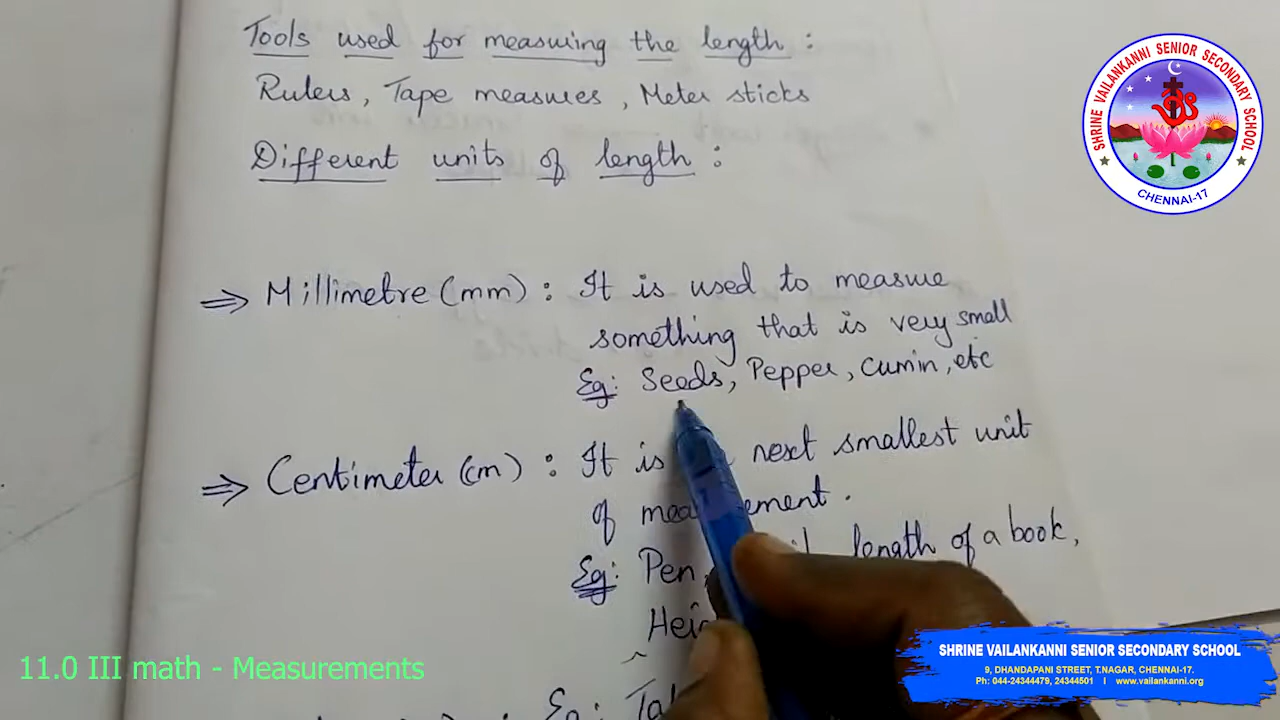 Tools used for measuring the length :
Rulers, Tape measures, Meter sticks
Different units of length :
⇒ Millimetre (mm) : It is used to measure
something that is very small
Eg: Seeds, Pepper, Cumin, etc
⇒ Centimeter (cm) : It is next smallest unit
of
Eg: Pen, length of a book,
Eg:
SHRINE VAILANKANNI SENIOR SECONDARY SCHOOL
CHENNAI-17
11.0 III math - Measurements
SHRINE VAILANKANNI SENIOR SECONDARY SCHOOL
9, DHANDAPANI STREET, T.NAGAR, CHENNAI-17.
Ph: 044-24344479, 24344501 I www.vailankanni.org